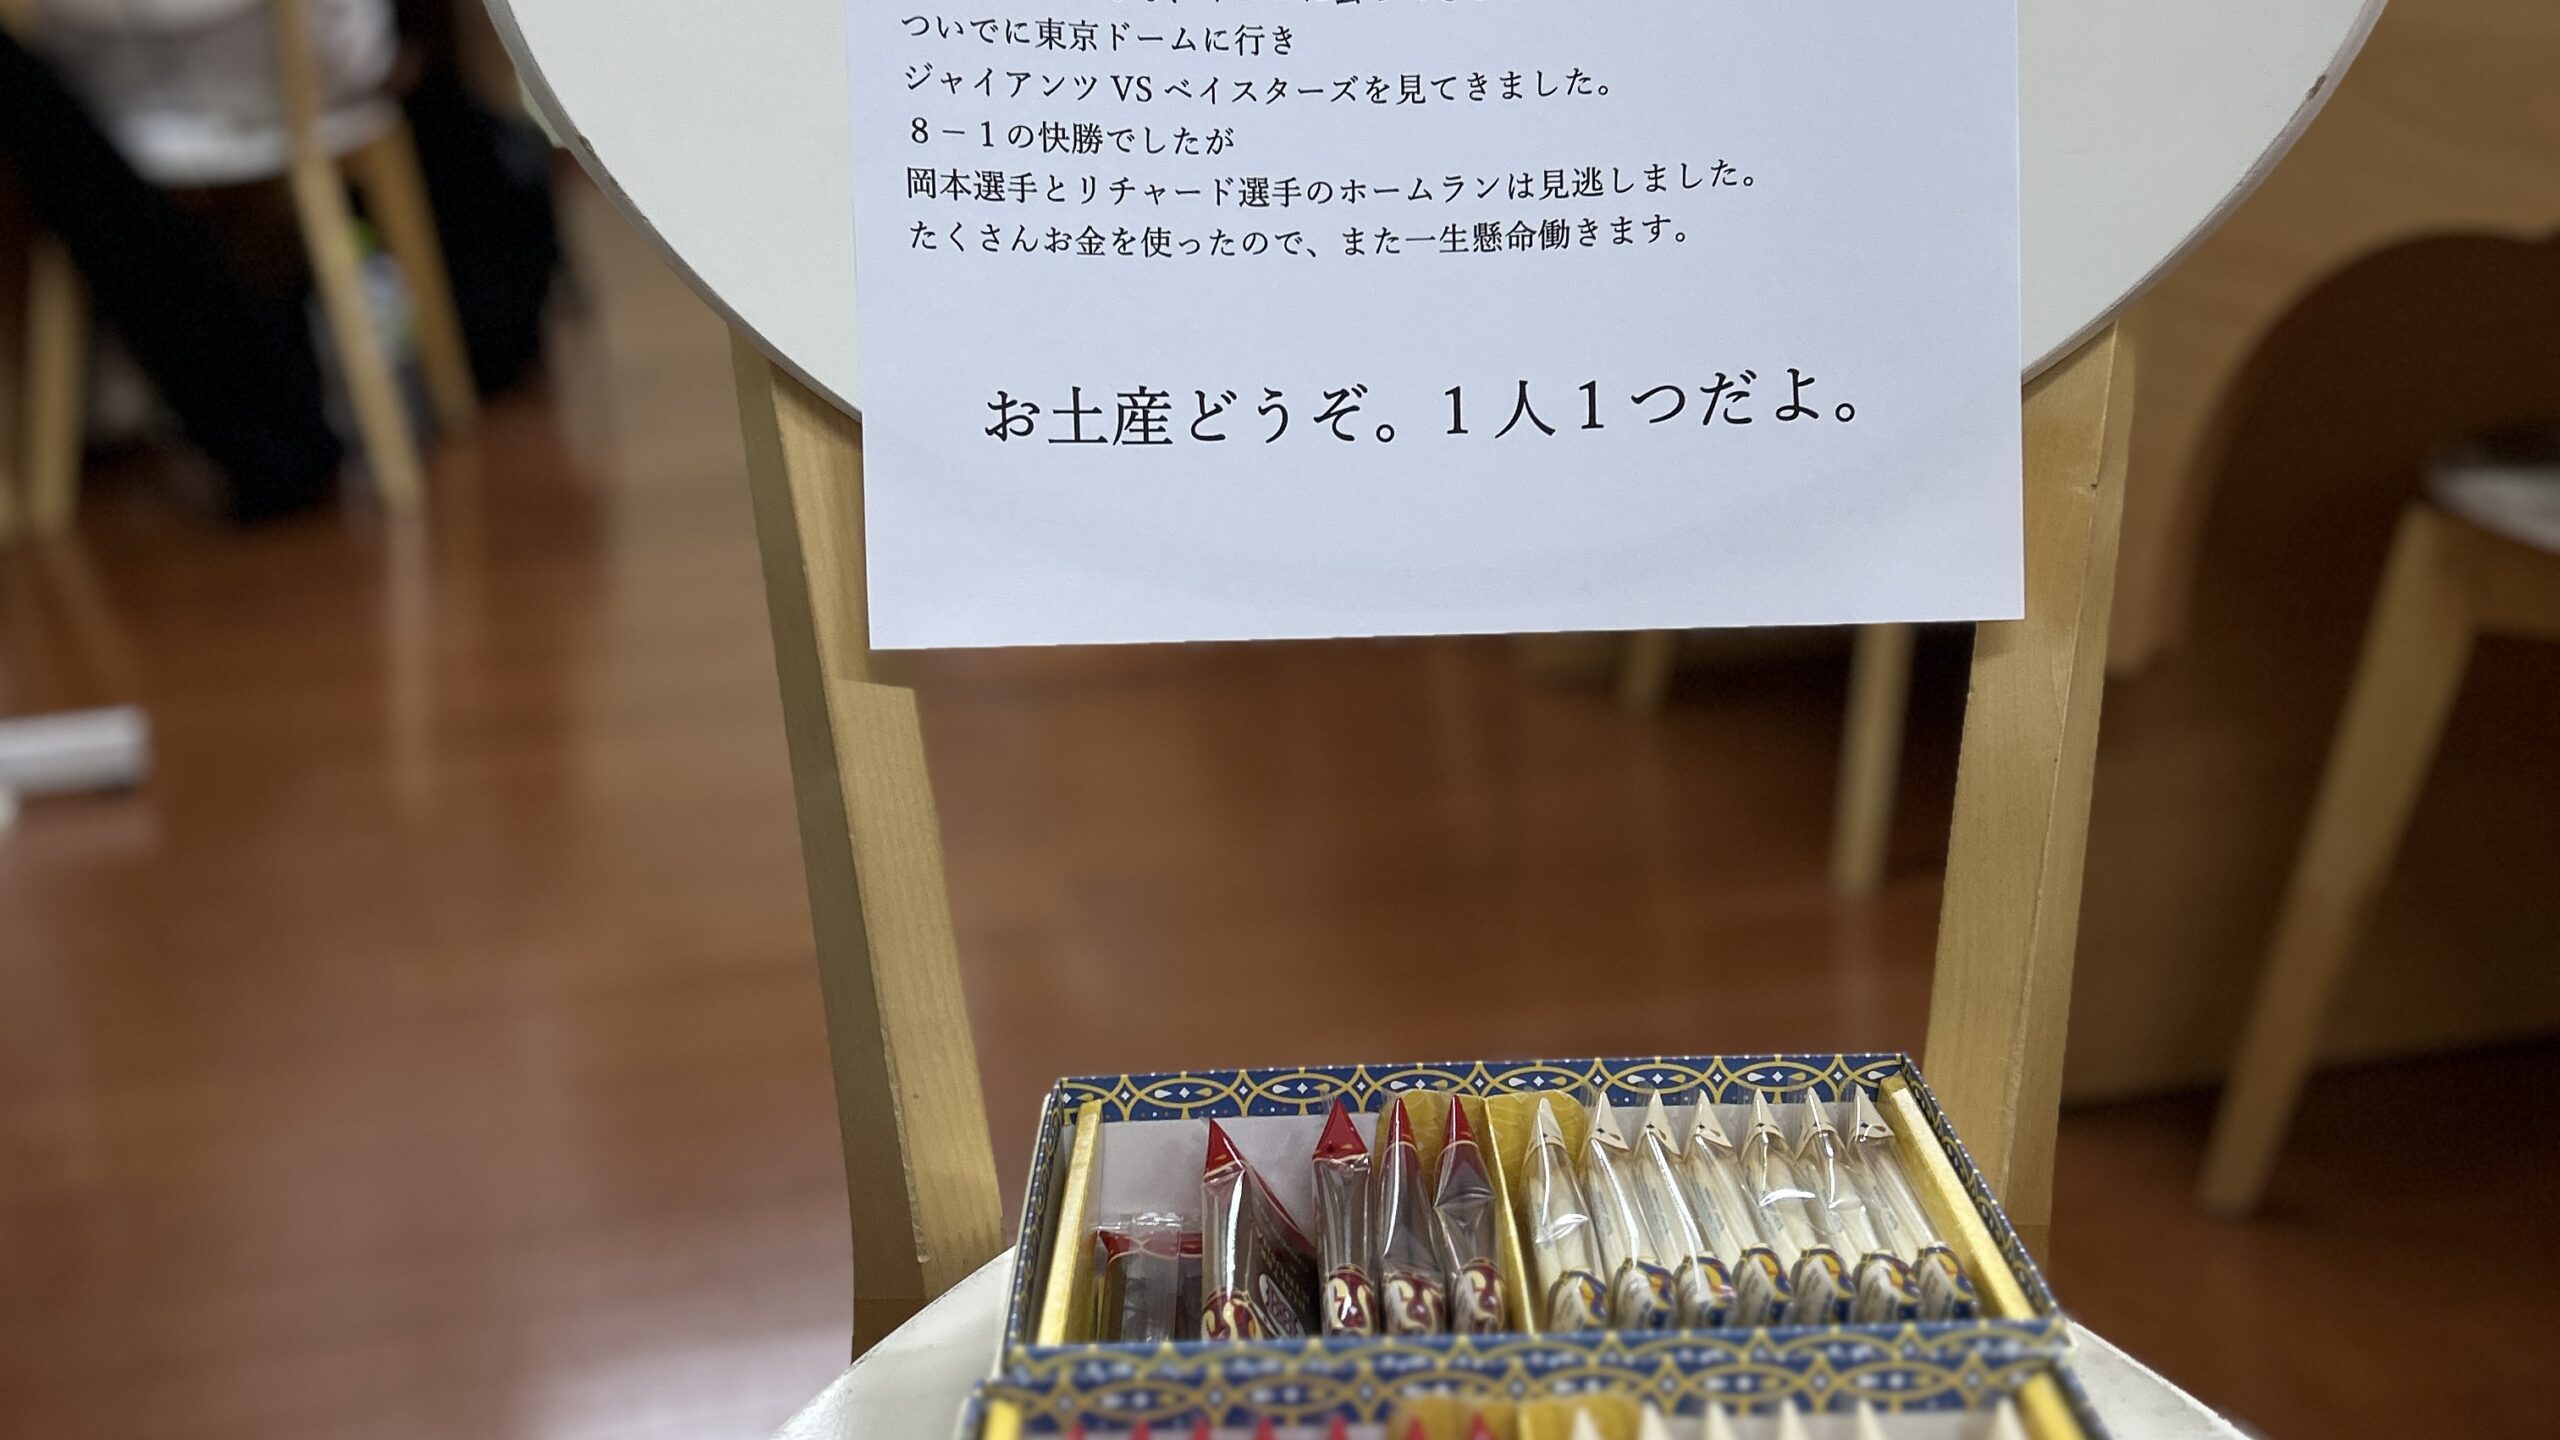 ついでに東京ドームに行き
ジャイアンツ VS ベイスターズを見てきました。
８－１の快勝でしたが
岡本選手とリチャード選手のホームランは見逃しました。
たくさんお金を使ったので、また一生懸命働きます。
お土産どうぞ。１人１つだよ。